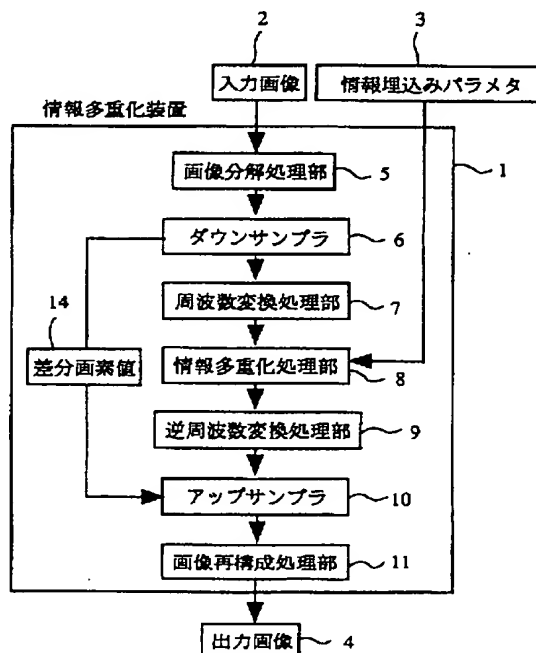 2
3
入力画像
情報埋込みパラメタ
情報多重化装置
画像分解処理部
5
1
ダウンサンプラ
6
14
周波数変換処理部
7
差分画素値
情報多重化処理部
8
逆周波数変換処理部
9
アップサンプラ
10
画像再構成処理部
11
出力画像
4